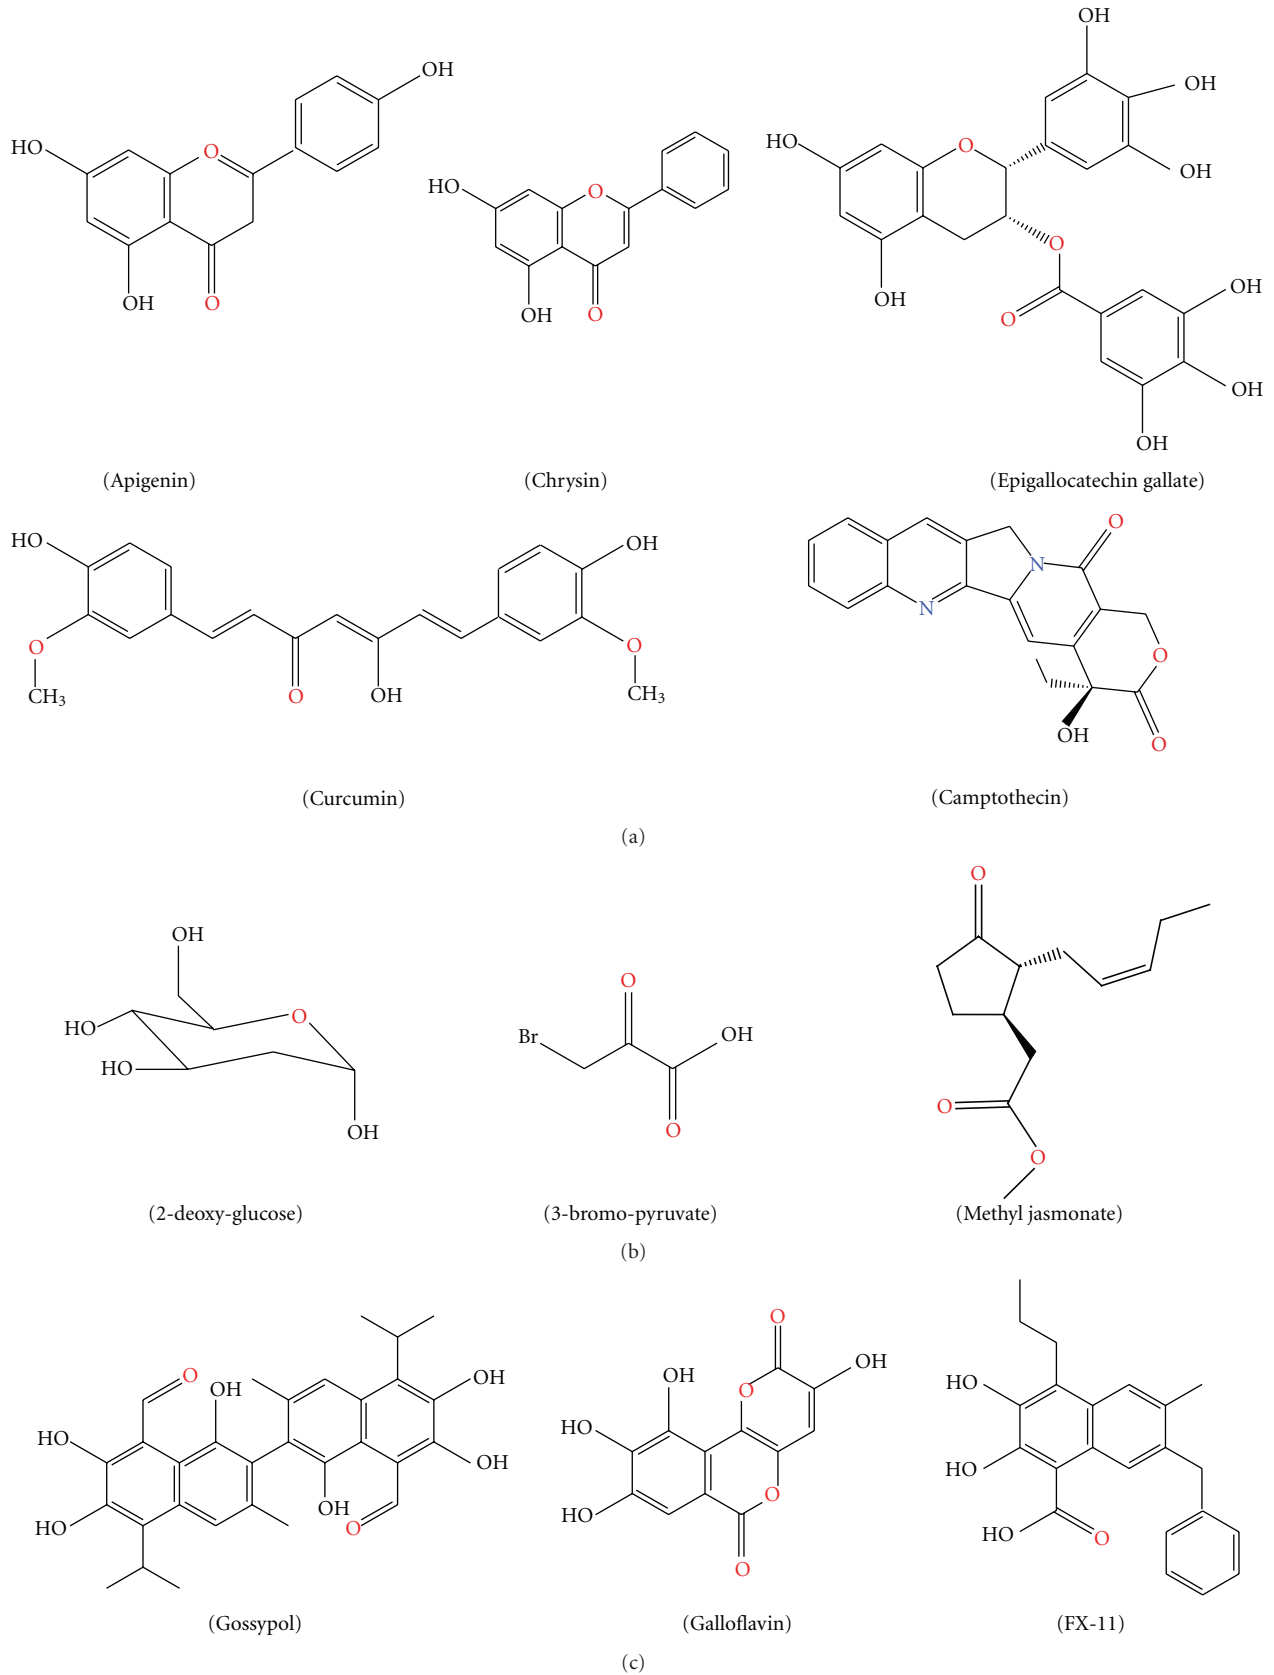 OH
OH
HO
OH
O
OH
O
HO
O
OH
O
HO
O
OH
OH
OH
O
OH
O
O
OH
OH
OH
(Apigenin)
(Chrysin)
(Epigallocatechin gallate)
HO
O
CH3
O
OH
OH
O
CH3
O
N
N
O
OH
O
(Curcumin)
(Camptothecin)
(a)
OH
HO
HO
O
OH
Br
O
OH
O
O
O
O
(2-deoxy-glucose)
(3-bromo-pyruvate)
(Methyl jasmonate)
(b)
O
OH
HO
HO
OH
OH
OH
O
O
OH
OH
O
HO
HO
O
O
HO
HO
HO
O
(Gossypol)
(Galloflavin)
(FX-11)
(c)